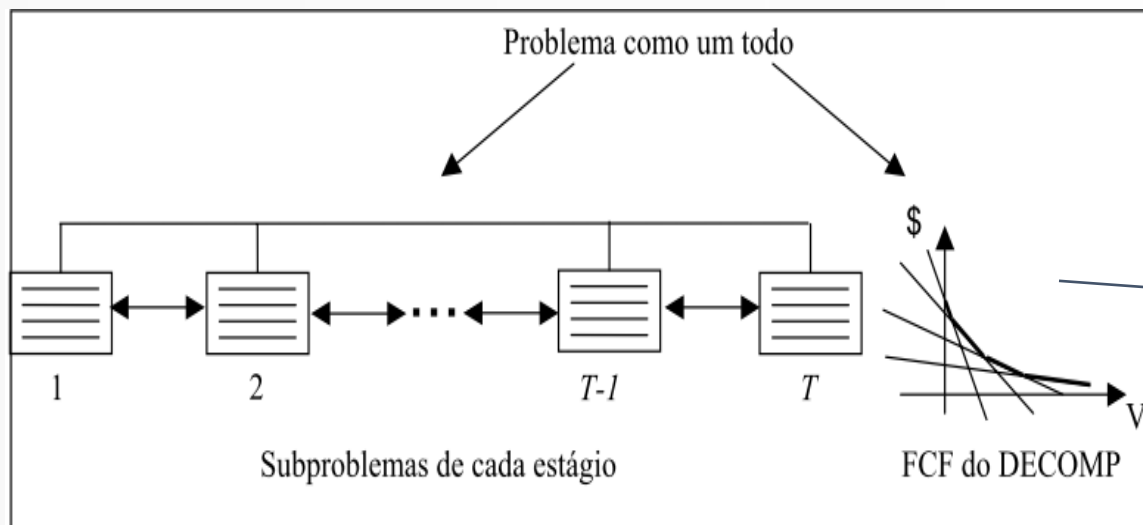 Problema como um todo
$
1
2
T-1
T
V
Subproblemas de cada estágio
FCF do DECOMP